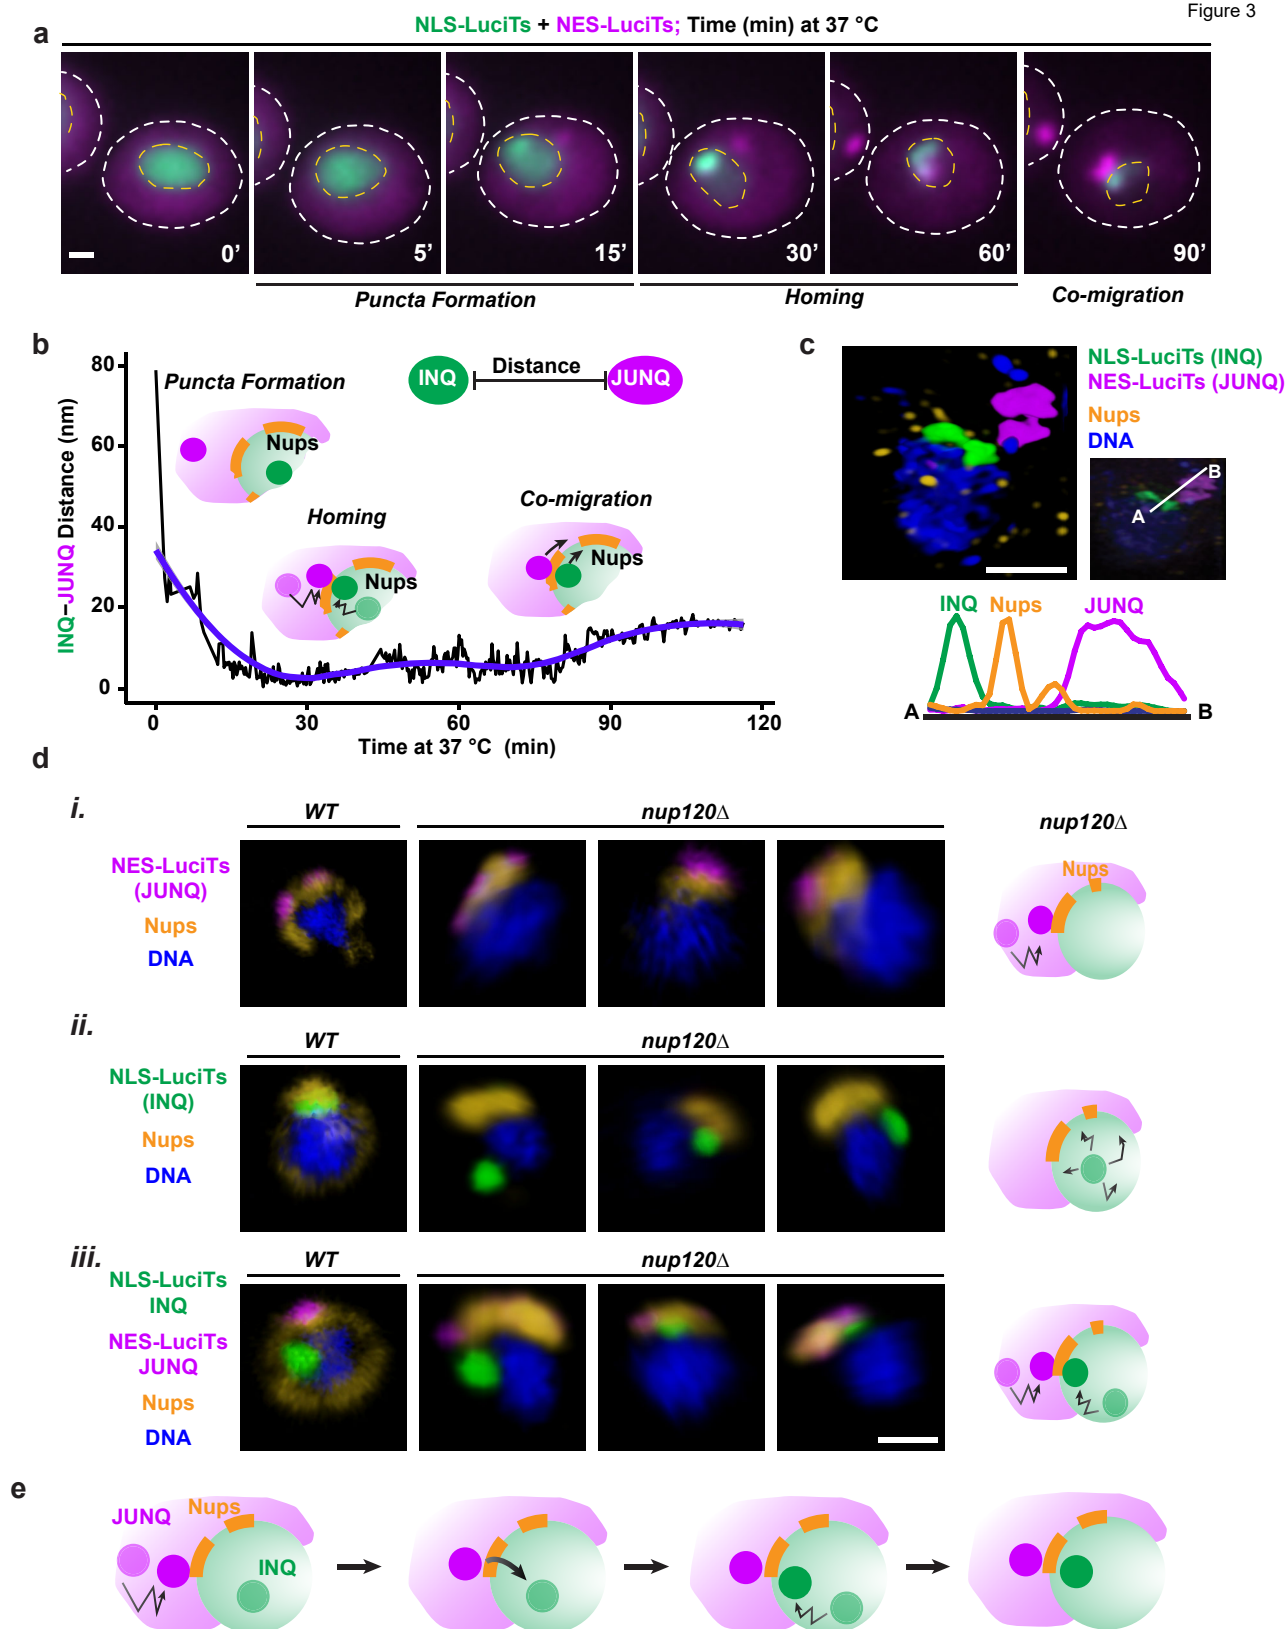 Figure 3
a
NLS-LuciTs + NES-LuciTs; Time (min) at 37 °C
0’
5’
15’
30’
60’
90’
Puncta Formation
Homing
Co-migration
b
INQ–JUNQ Distance (nm)
80
60
40
20
0
0
30
60
90
120
Time at 37 °C (min)
Puncta Formation
Nups
Homing
Nups
Co-migration
Nups
INQ
Distance
JUNQ
c
NLS-LuciTs (INQ)
NES-LuciTs (JUNQ)
Nups
DNA
A
B
INQ
Nups
JUNQ
A
B
d
i.
WT
nup120Δ
nup120Δ
NES-LuciTs
(JUNQ)
Nups
DNA
Nups
ii.
WT
nup120Δ
NLS-LuciTs
(INQ)
Nups
DNA
iii.
WT
nup120Δ
NLS-LuciTs
INQ
NES-LuciTs
JUNQ
Nups
DNA
e
JUNQ
Nups
INQ